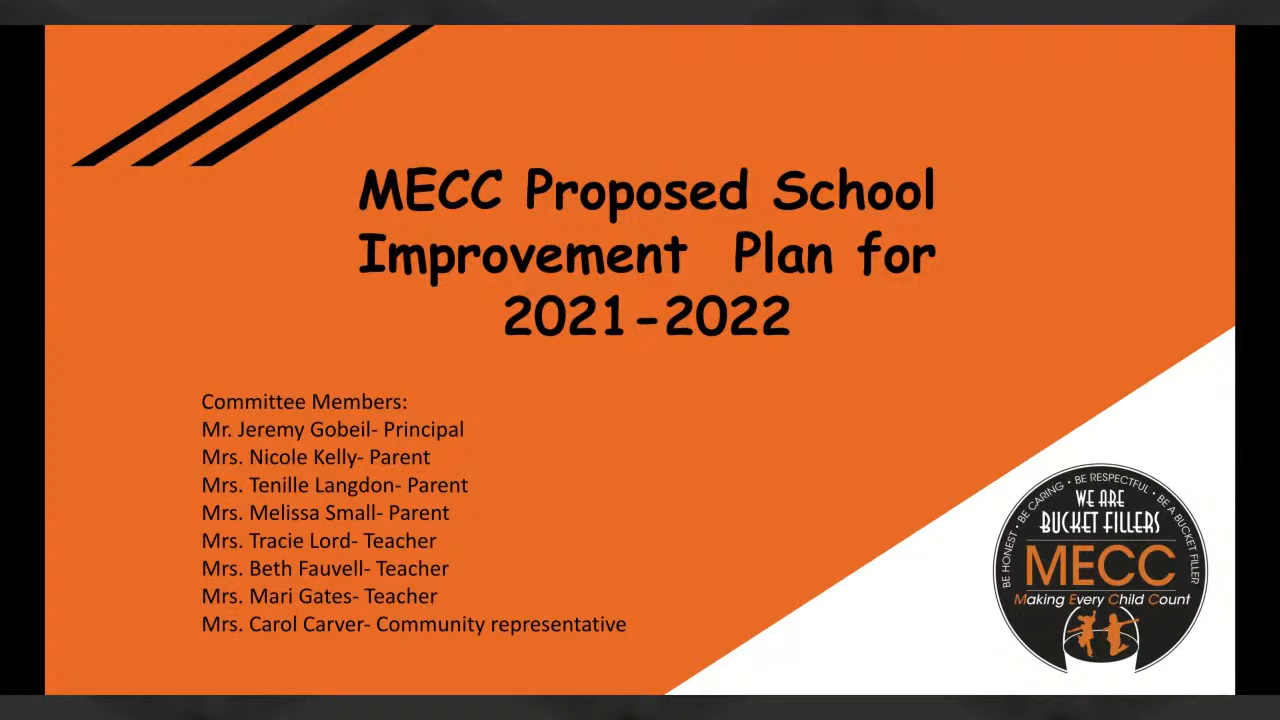 MECC Proposed School
Improvement  Plan for
2021-2022
Committee Members:
Mr. Jeremy Gobeil- Principal
Mrs. Nicole Kelly- Parent
Mrs. Tenille Langdon- Parent
Mrs. Melissa Small- Parent
Mrs. Tracie Lord- Teacher
Mrs. Beth Fauvell- Teacher
Mrs. Mari Gates- Teacher
Mrs. Carol Carver- Community representative
BE HONEST • BE CARING • BE RESPECTFUL • BE A BUCKET FILLER
WE ARE
BUCKET FILLERS
MECC
Making Every Child Count